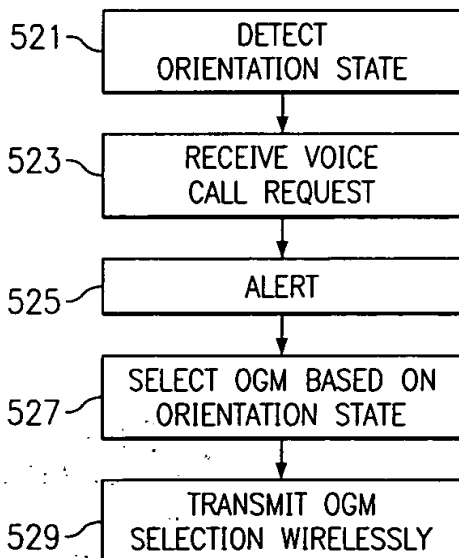 521
DETECT
ORIENTATION STATE
523
RECEIVE VOICE
CALL REQUEST
525
ALERT
527
SELECT OGM BASED ON
ORIENTATION STATE
529
TRANSMIT OGM
SELECTION WIRELESSLY